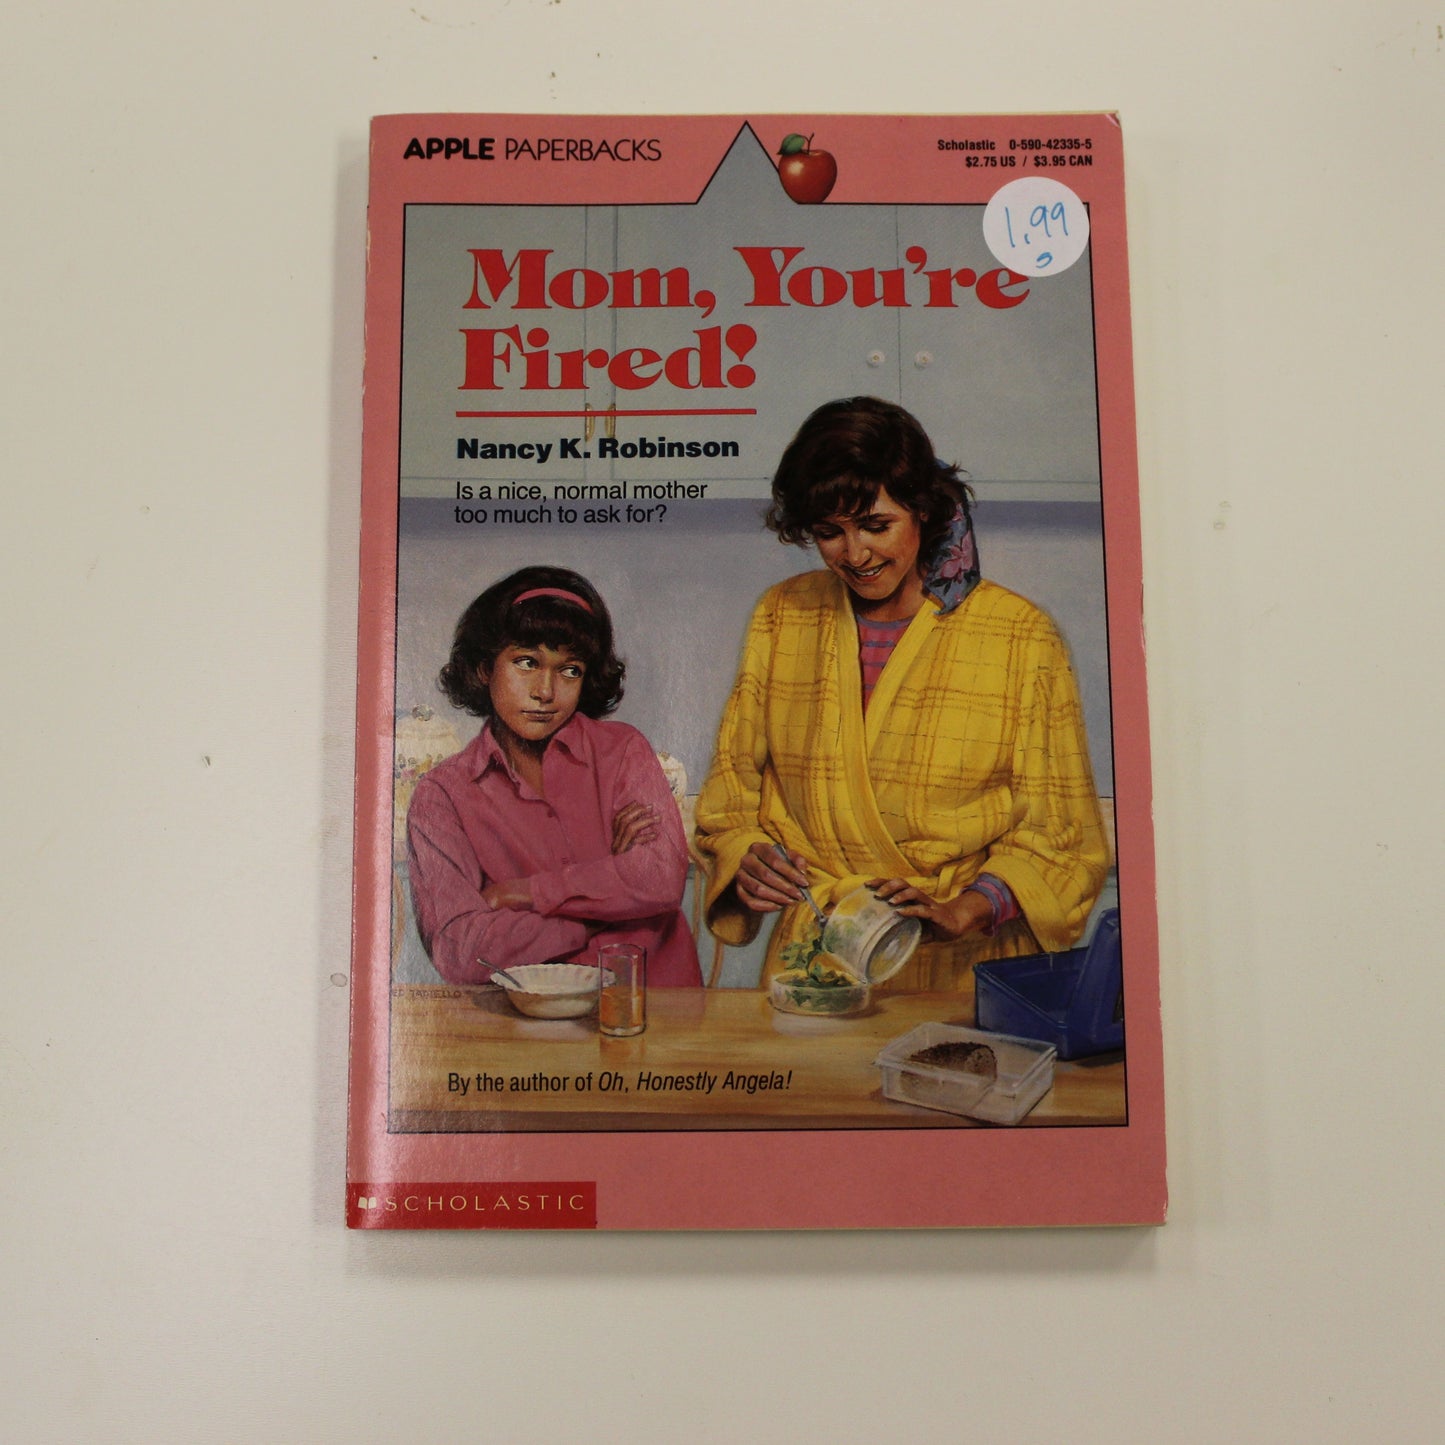 APPLE PAPERBACKS
Scholastic 0-590-42335-5
$2.75 US / $3.95 CAN
1.99
Mom, You're
Fired!
Nancy K. Robinson
Is a nice, normal mother
too much to ask for?
By the author of Oh, Honestly Angela!
SCHOLASTIC